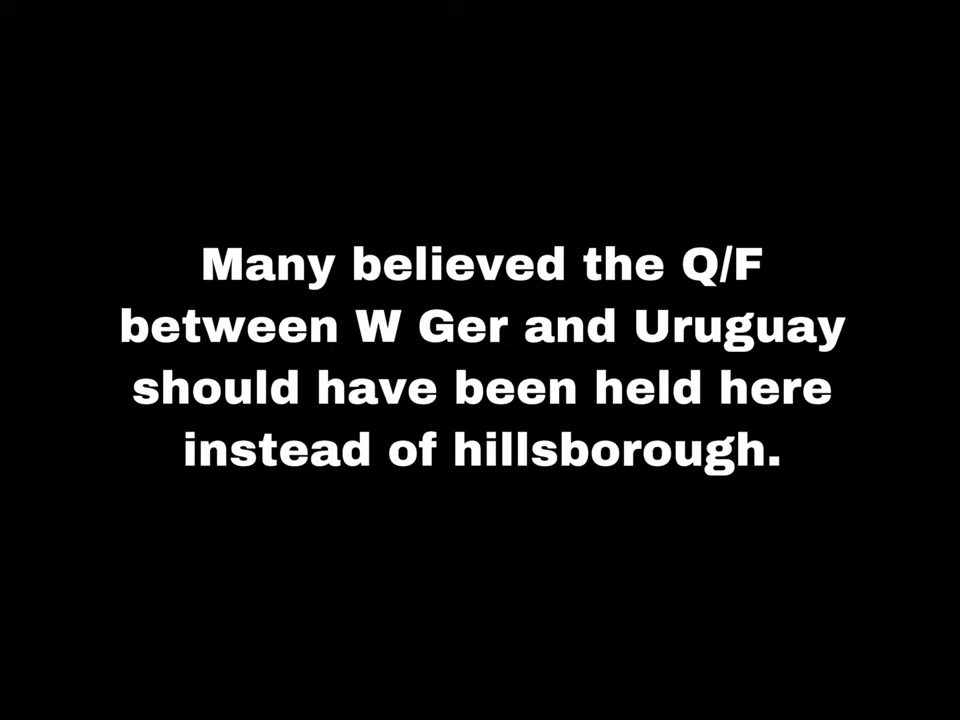 Many believed the Q/F
between W Ger and Uruguay
should have been held here
instead of hillsborough.